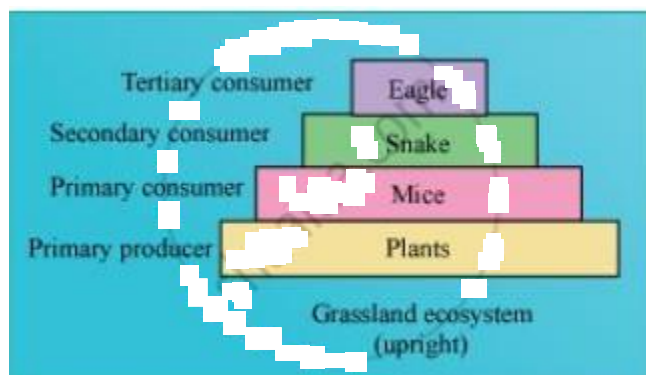 Tertiary consumer Eagle
Secondary consumer Snake
Primary consumer Mice
Primary producer Plants
Grassland ecosystem
(upright)